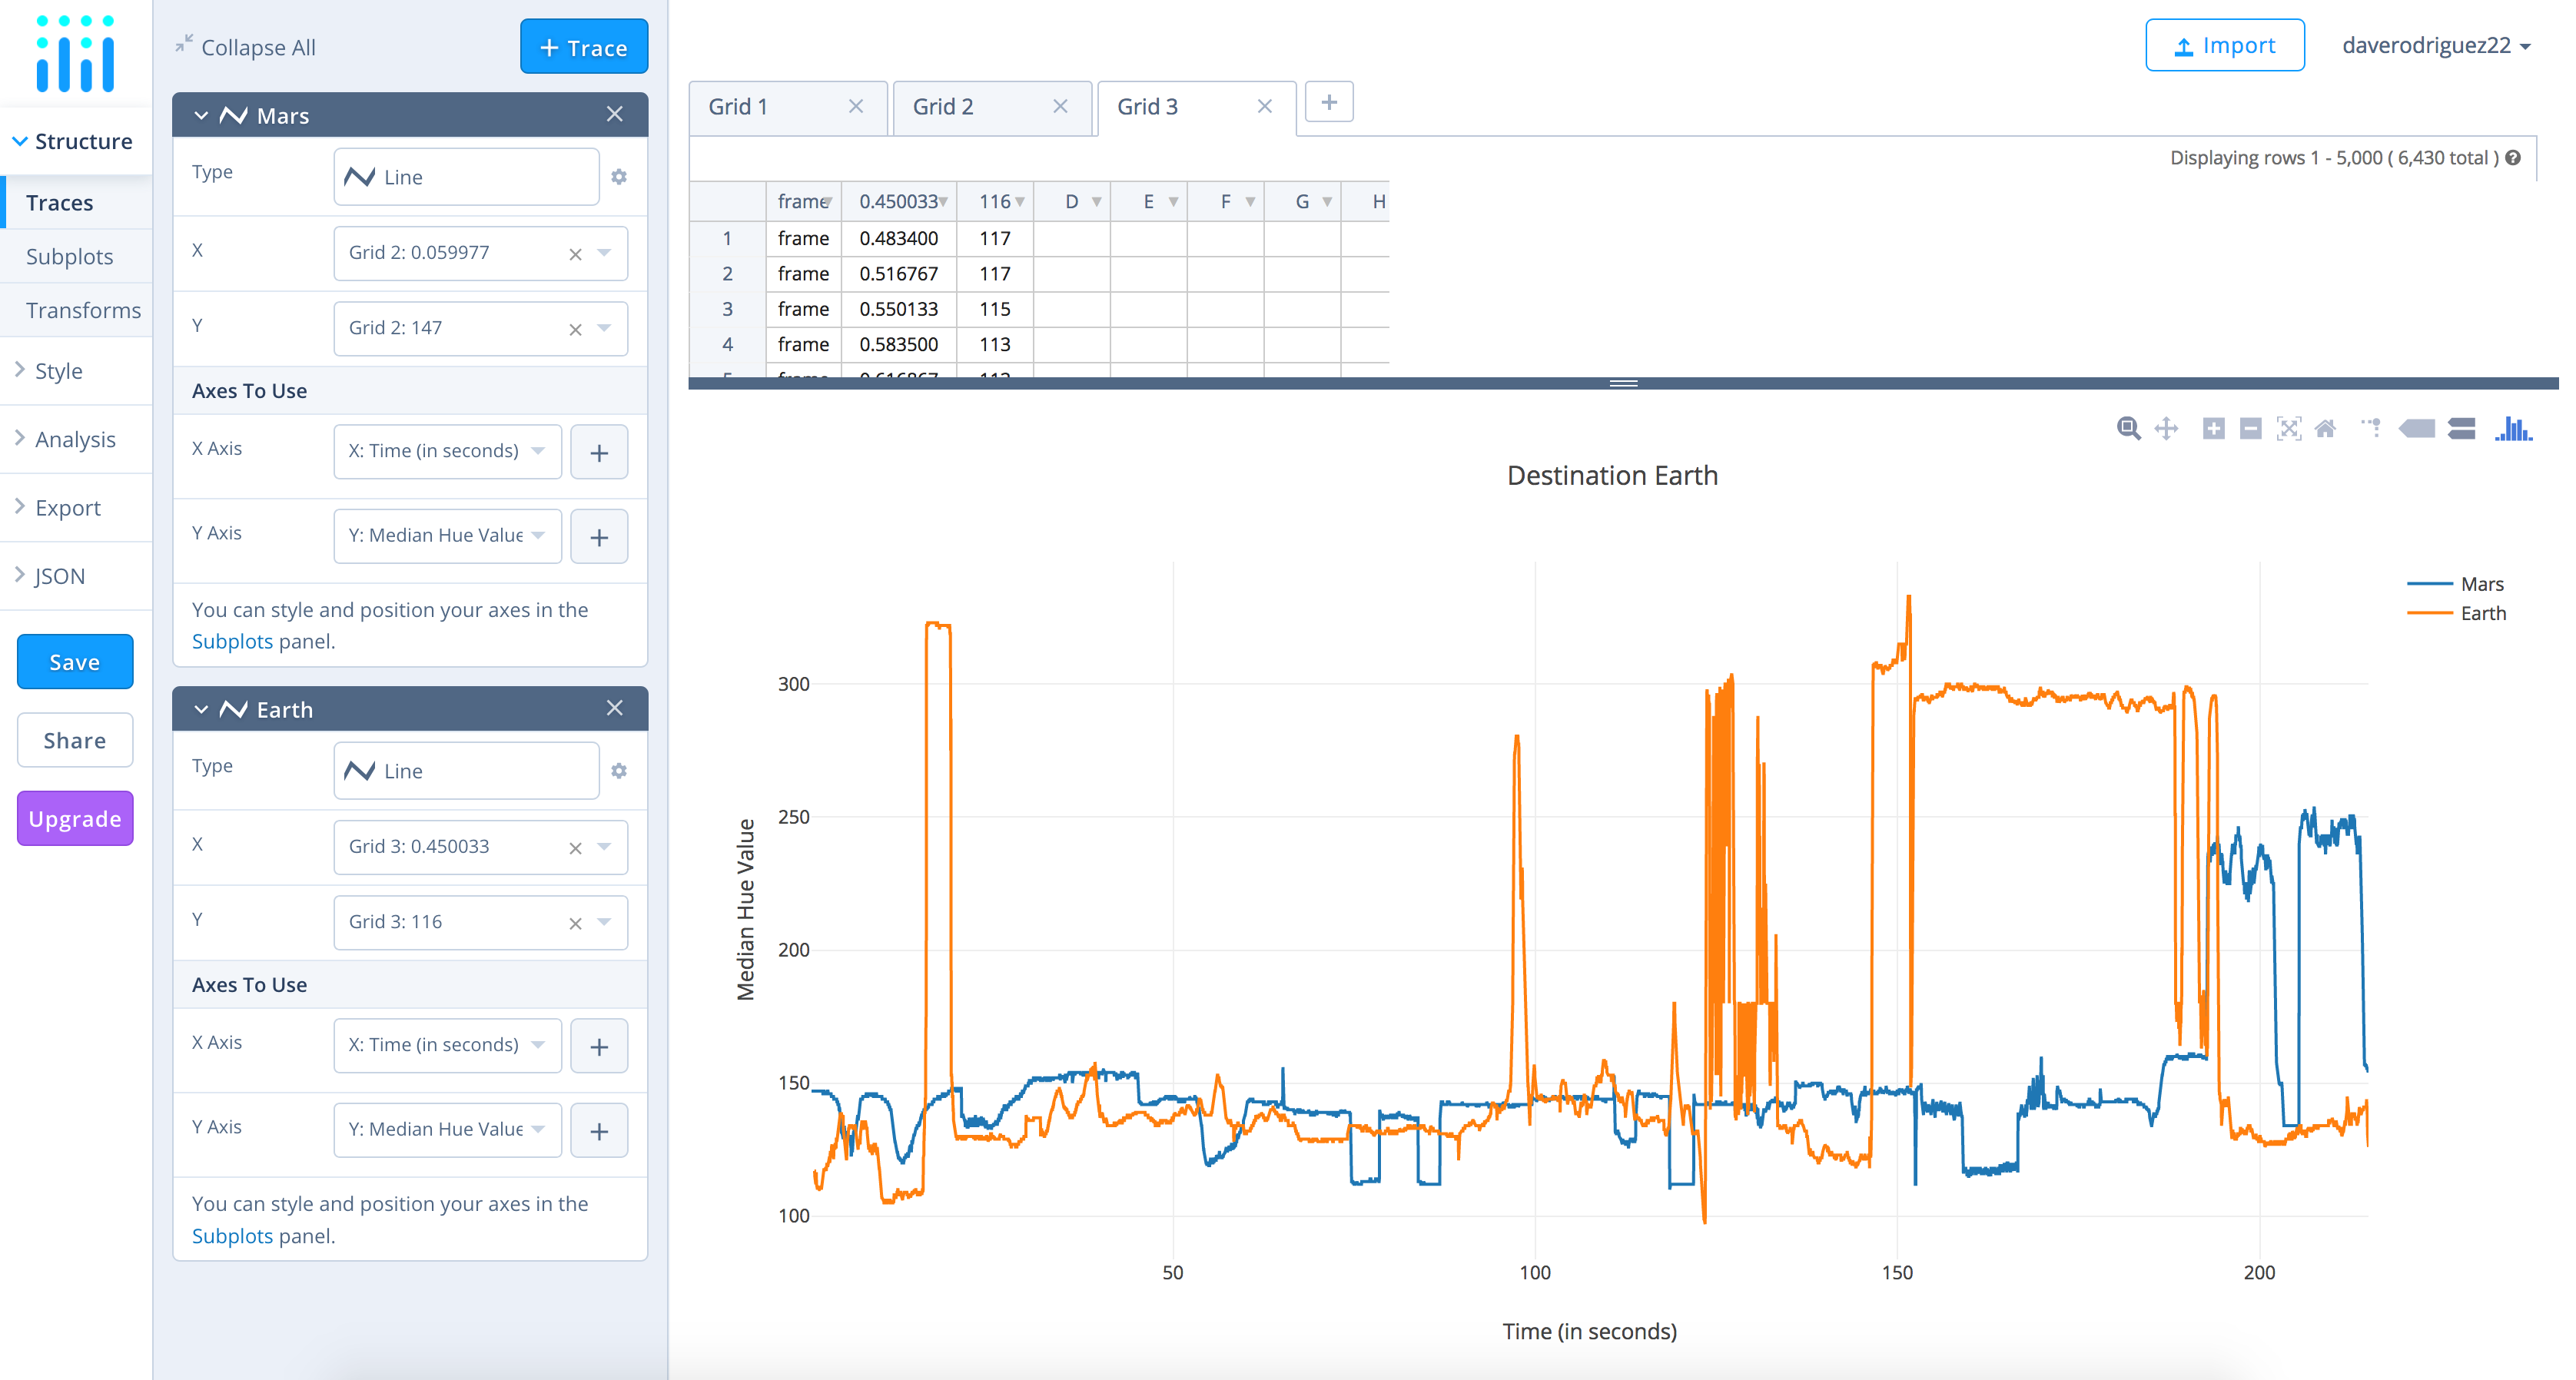 Collapse All
+ Trace
Import
daverodriguez22
Structure
Traces
Subplots
Transforms
Style
Analysis
Export
JSON
Save
Share
Upgrade
Mars
Type
Line
X
Grid 2: 0.059977
Y
Grid 2: 147
Axes To Use
X Axis
X: Time (in seconds)
+
Y Axis
Y: Median Hue Value
+
You can style and position your axes in the
Subplots panel.
Earth
Type
Line
X
Grid 3: 0.450033
Y
Grid 3: 116
Axes To Use
X Axis
X: Time (in seconds)
+
Y Axis
Y: Median Hue Value
+
You can style and position your axes in the
Subplots panel.
Grid 1
Grid 2
Grid 3
+
Displaying rows 1 - 5,000 ( 6,430 total )
frame 0.450033 116 D E F G H
1 frame 0.483400 117
2 frame 0.516767 117
3 frame 0.550133 115
4 frame 0.583500 113
Destination Earth
Mars
Earth
Median Hue Value
300
250
200
150
100
50 100 150 200
Time (in seconds)